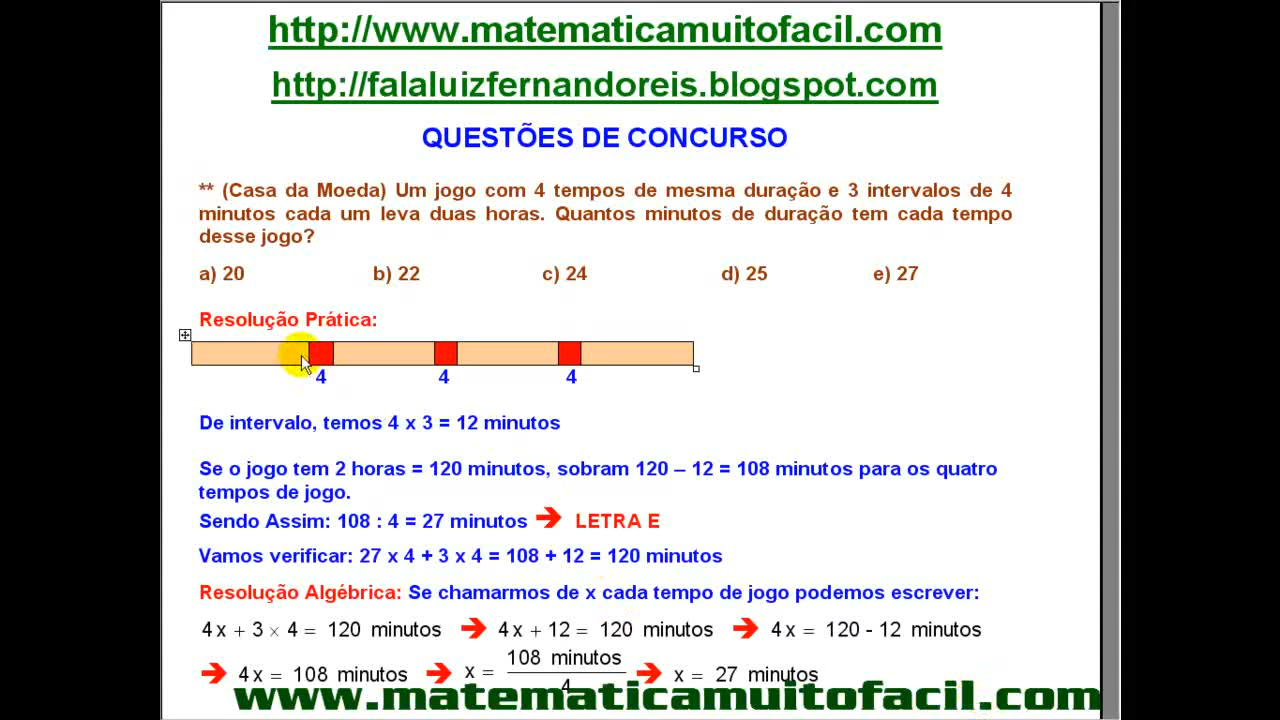 http://www.matematicamuitofacil.com
http://falaluizfernandoreis.blogspot.com
QUESTÕES DE CONCURSO
** (Casa da Moeda) Um jogo com 4 tempos de mesma duração e 3 intervalos de 4
minutos cada um leva duas horas. Quantos minutos de duração tem cada tempo
desse jogo?
a) 20 b) 22 c) 24 d) 25 e) 27
Resolução Prática:
4 4 4
De intervalo, temos 4 x 3 = 12 minutos
Se o jogo tem 2 horas = 120 minutos, sobram 120 – 12 = 108 minutos para os quatro
tempos de jogo.
Sendo Assim: 108 : 4 = 27 minutos ➔ LETRA E
Vamos verificar: 27 x 4 + 3 x 4 = 108 + 12 = 120 minutos
Resolução Algébrica: Se chamarmos de x cada tempo de jogo podemos escrever:
4x + 3 × 4 = 120 minutos ➔ 4x + 12 = 120 minutos ➔ 4x = 120 - 12 minutos
➔ 4x = 108 minutos ➔ x = 108 minutos / 4 ➔ x = 27 minutos
www.matematicamuitofacil.com